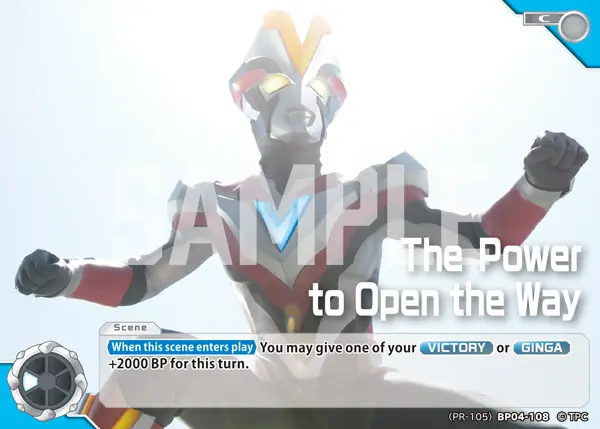 C
SAMPLE
The Power
to Open the Way
Scene
When this scene enters play You may give one of your VICTORY or GINGA
+2000 BP for this turn.
(PR-105) BP04-108 ©TPC